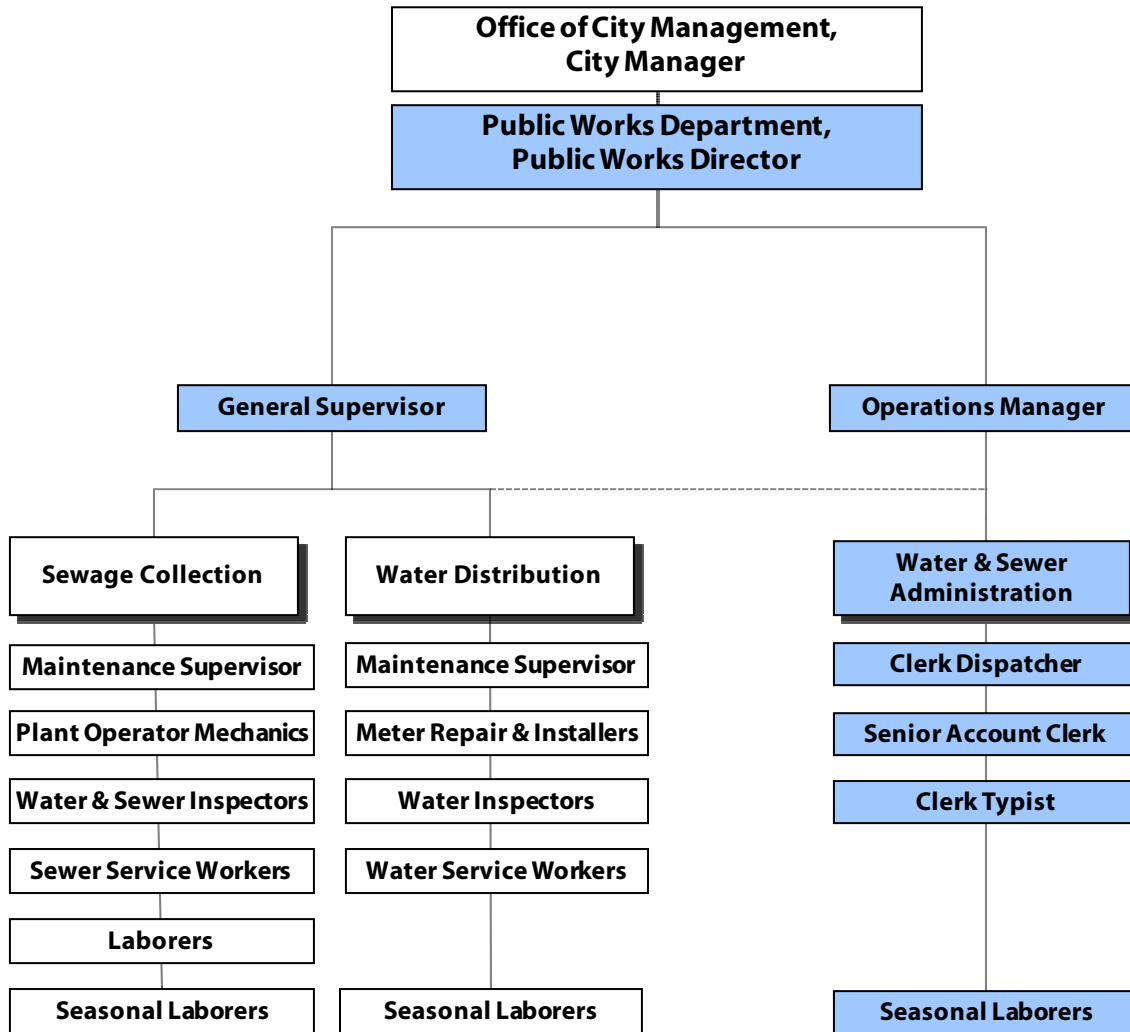 Office of City Management,
City Manager
Public Works Department,
Public Works Director
General Supervisor
Operations Manager
Sewage Collection
Water Distribution
Water & Sewer
Administration
Maintenance Supervisor
Maintenance Supervisor
Clerk Dispatcher
Plant Operator Mechanics
Meter Repair & Installers
Senior Account Clerk
Water & Sewer Inspectors
Water Inspectors
Clerk Typist
Sewer Service Workers
Water Service Workers
Laborers
Seasonal Laborers
Seasonal Laborers
Seasonal Laborers